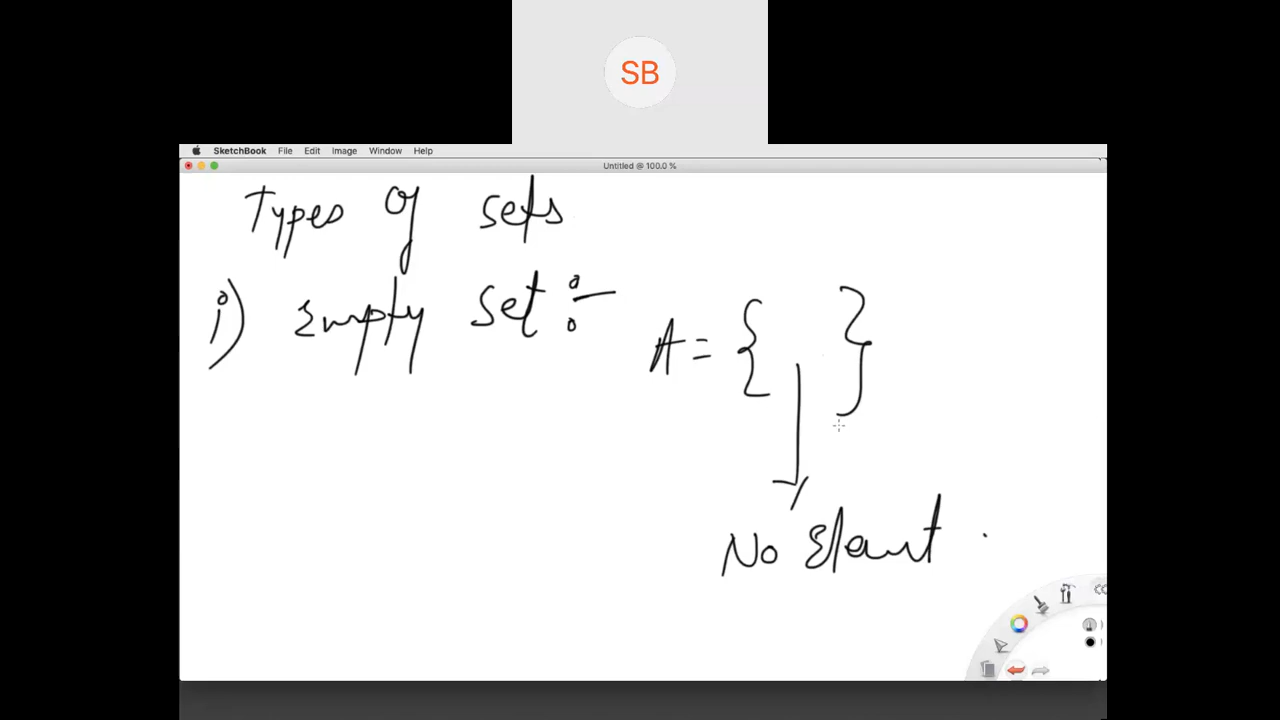 SB
SketchBook File Edit Image Window Help
Untitled @ 100.0 %
Types of sets
i) Empty set :-
A = { }
No Element .